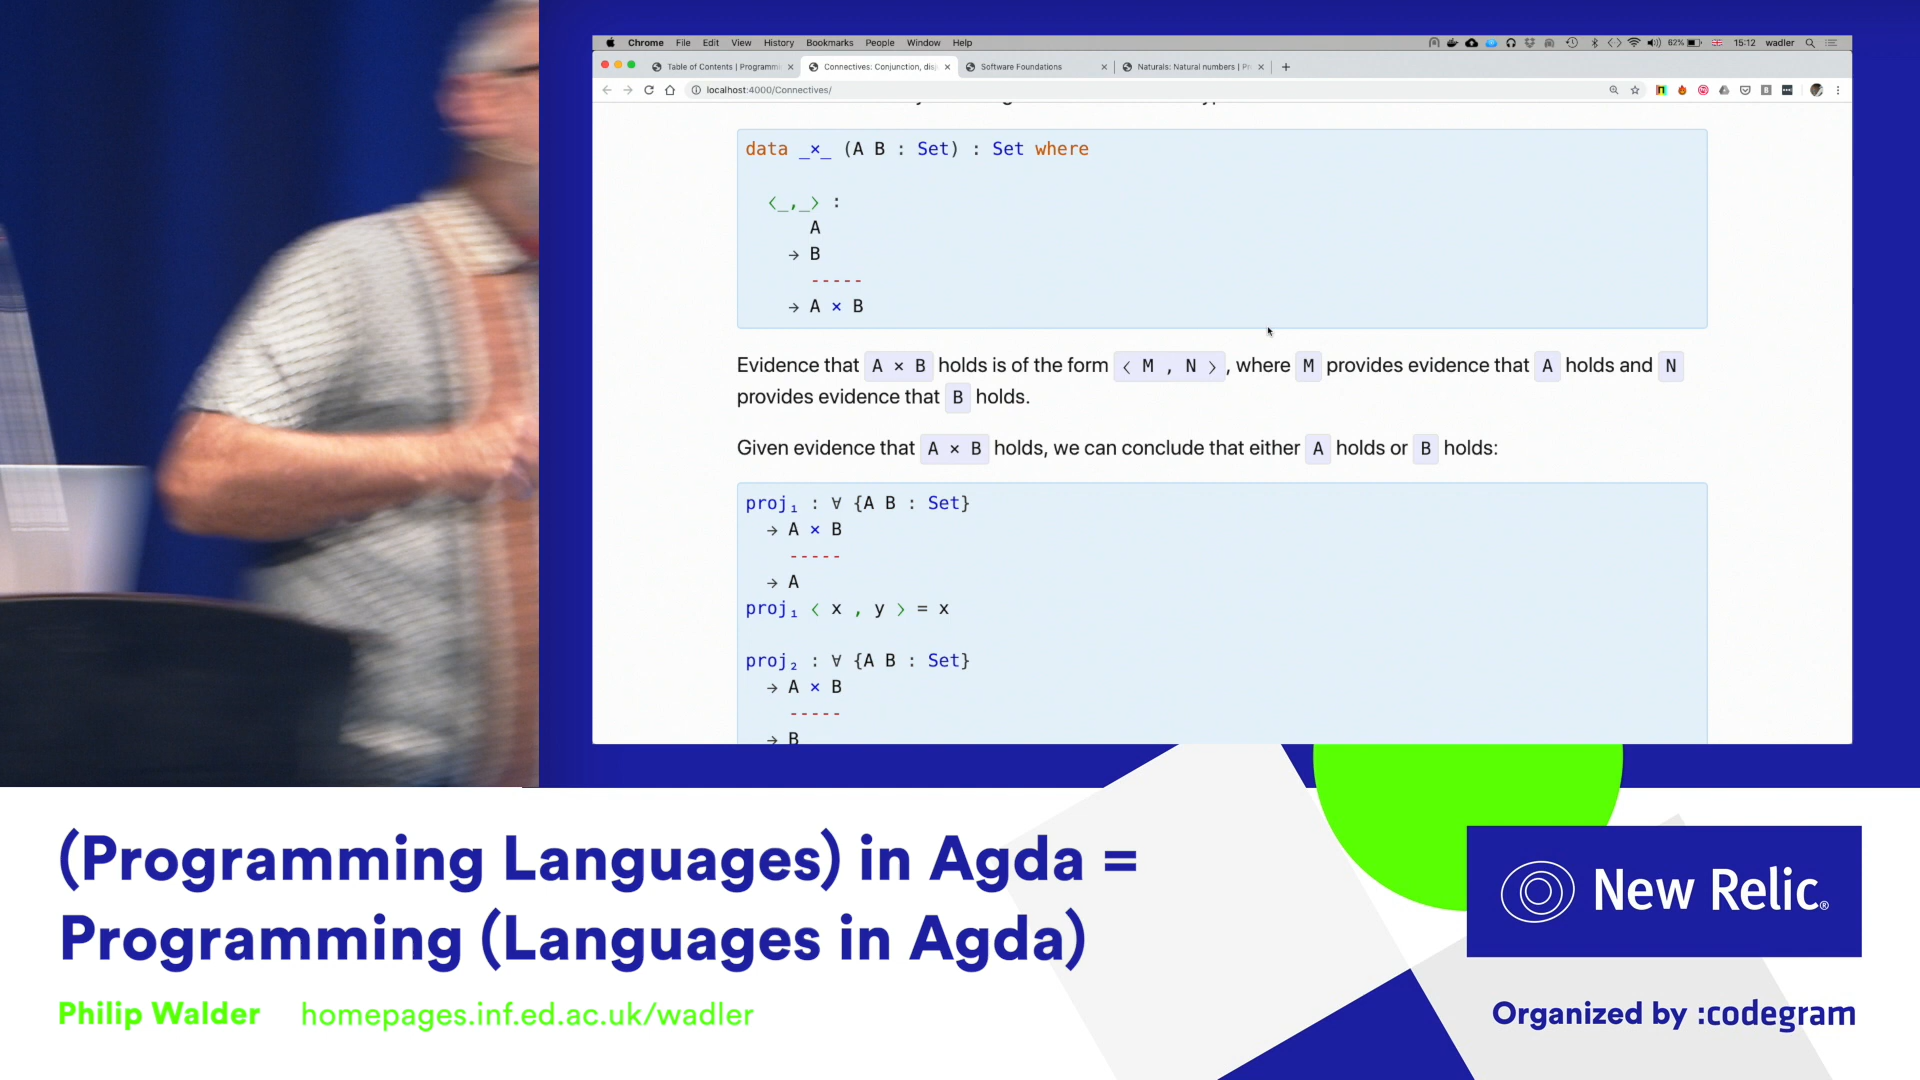 Chrome File Edit View History Bookmarks People Window Help
62% 15:12 wadler
Table of Contents | Programm
Connectives: Conjunction, dis
Software Foundations
Naturals: Natural numbers | Pr
localhost:4000/Connectives/
data _×_ (A B : Set) : Set where
⟨_,_⟩ :
A
→ B
-----
→ A × B
Evidence that A × B holds is of the form ⟨ M , N ⟩, where M provides evidence that A holds and N
provides evidence that B holds.
Given evidence that A × B holds, we can conclude that either A holds or B holds:
proj₁ : ∀ {A B : Set}
→ A × B
-----
→ A
proj₁ ⟨ x , y ⟩ = x
proj₂ : ∀ {A B : Set}
→ A × B
-----
→ B
(Programming Languages) in Agda =
Programming (Languages in Agda)
Philip Walder homepages.inf.ed.ac.uk/wadler
New Relic®
Organized by :codegram